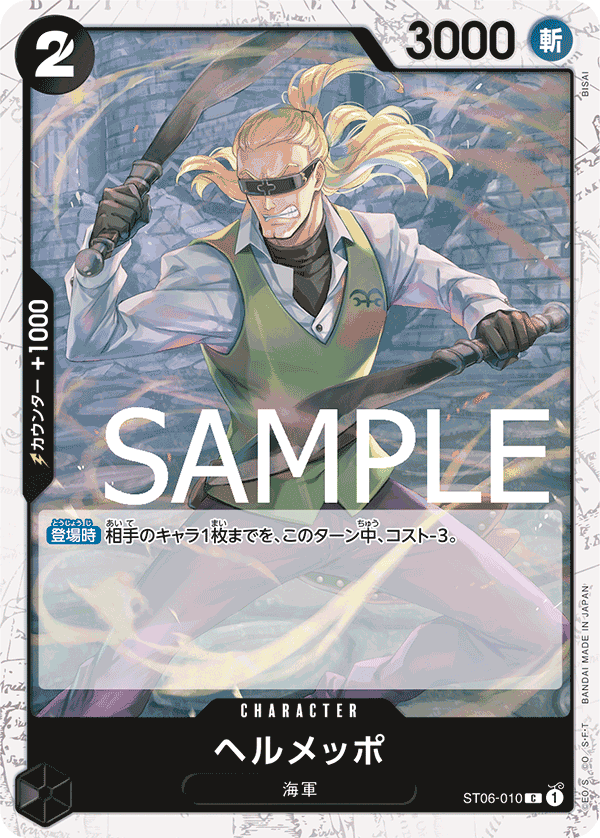 2
3000
斬
BISAI
カウンター +1000
SAMPLE
登場時 相手のキャラ1枚までを、このターン中、コスト-3。
CHARACTER
ヘルメッポ
海軍
ST06-010 C 1
BANDAI MADE IN JAPAN